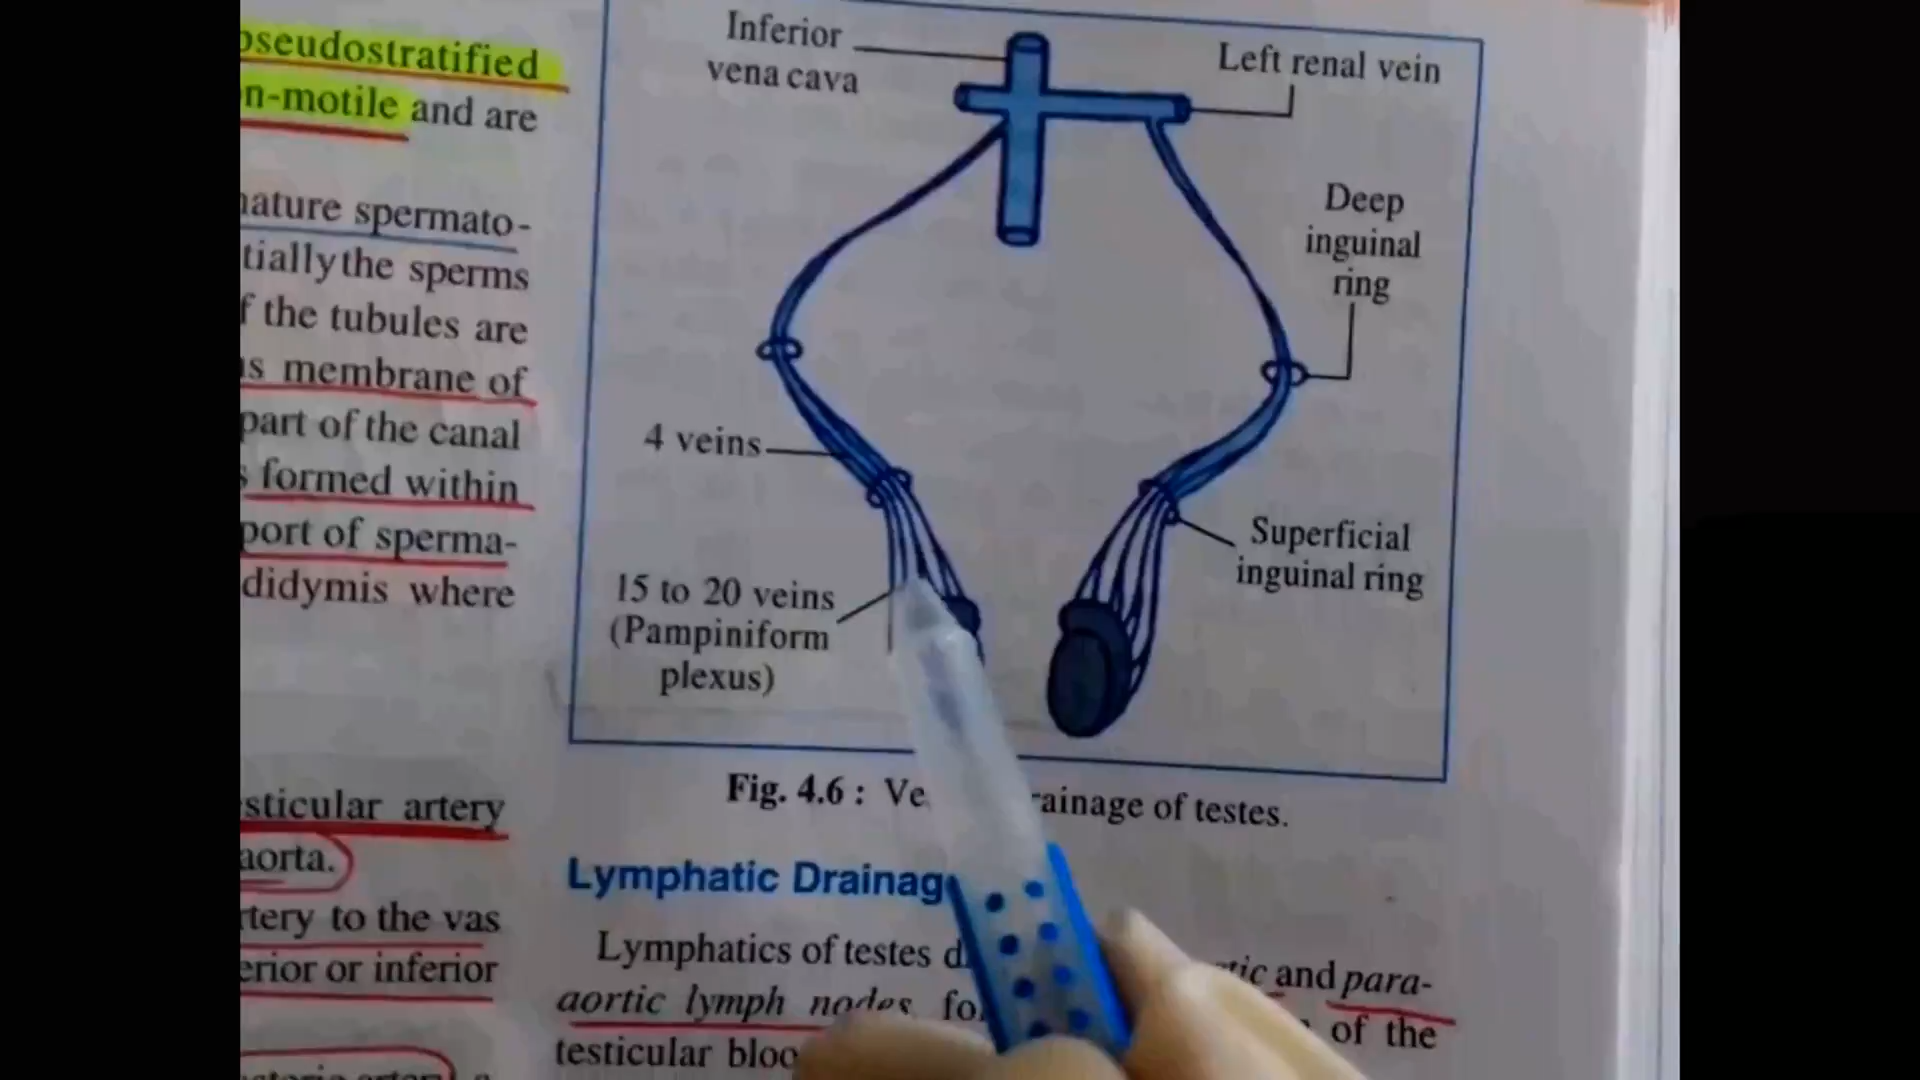 pseudostratified
n-motile and are
nature spermato-
tially the sperms
f the tubules are
s membrane of
part of the canal
s formed within
port of sperma-
didymis where
sticular artery
aorta.
rtery to the vas
erior or inferior
Inferior
vena cava
Left renal vein
Deep
inguinal
ring
4 veins
Superficial
inguinal ring
15 to 20 veins
(Pampiniform
plexus)
Fig. 4.6 : Ve rainage of testes.
Lymphatic Drainag
Lymphatics of testes d tic and para-
aortic lymph nodes fo of the
testicular bloo